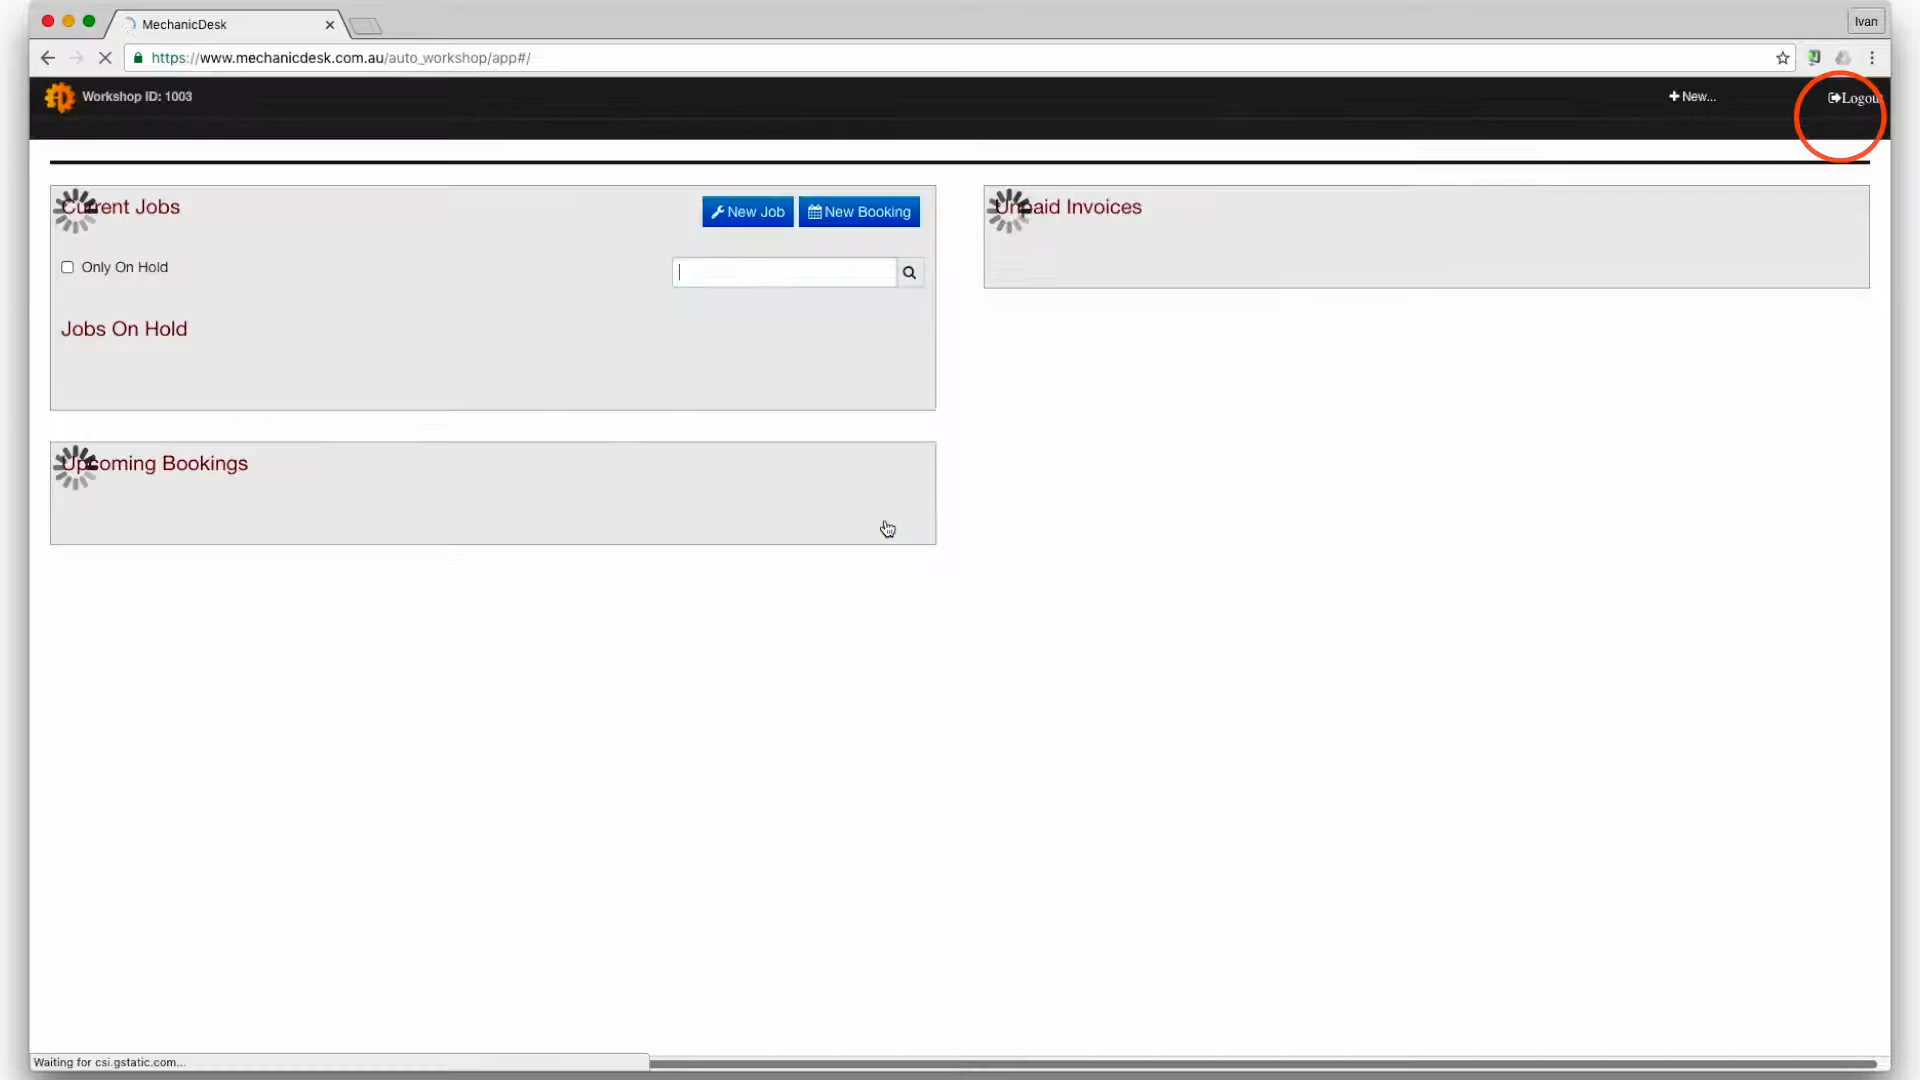 MechanicDesk
Ivan
https://www.mechanicdesk.com.au/auto_workshop/app#/
Workshop ID: 1003
New...
Logout
Current Jobs
New Job
New Booking
Unpaid Invoices
Only On Hold
Jobs On Hold
Upcoming Bookings
Waiting for csi.gstatic.com...